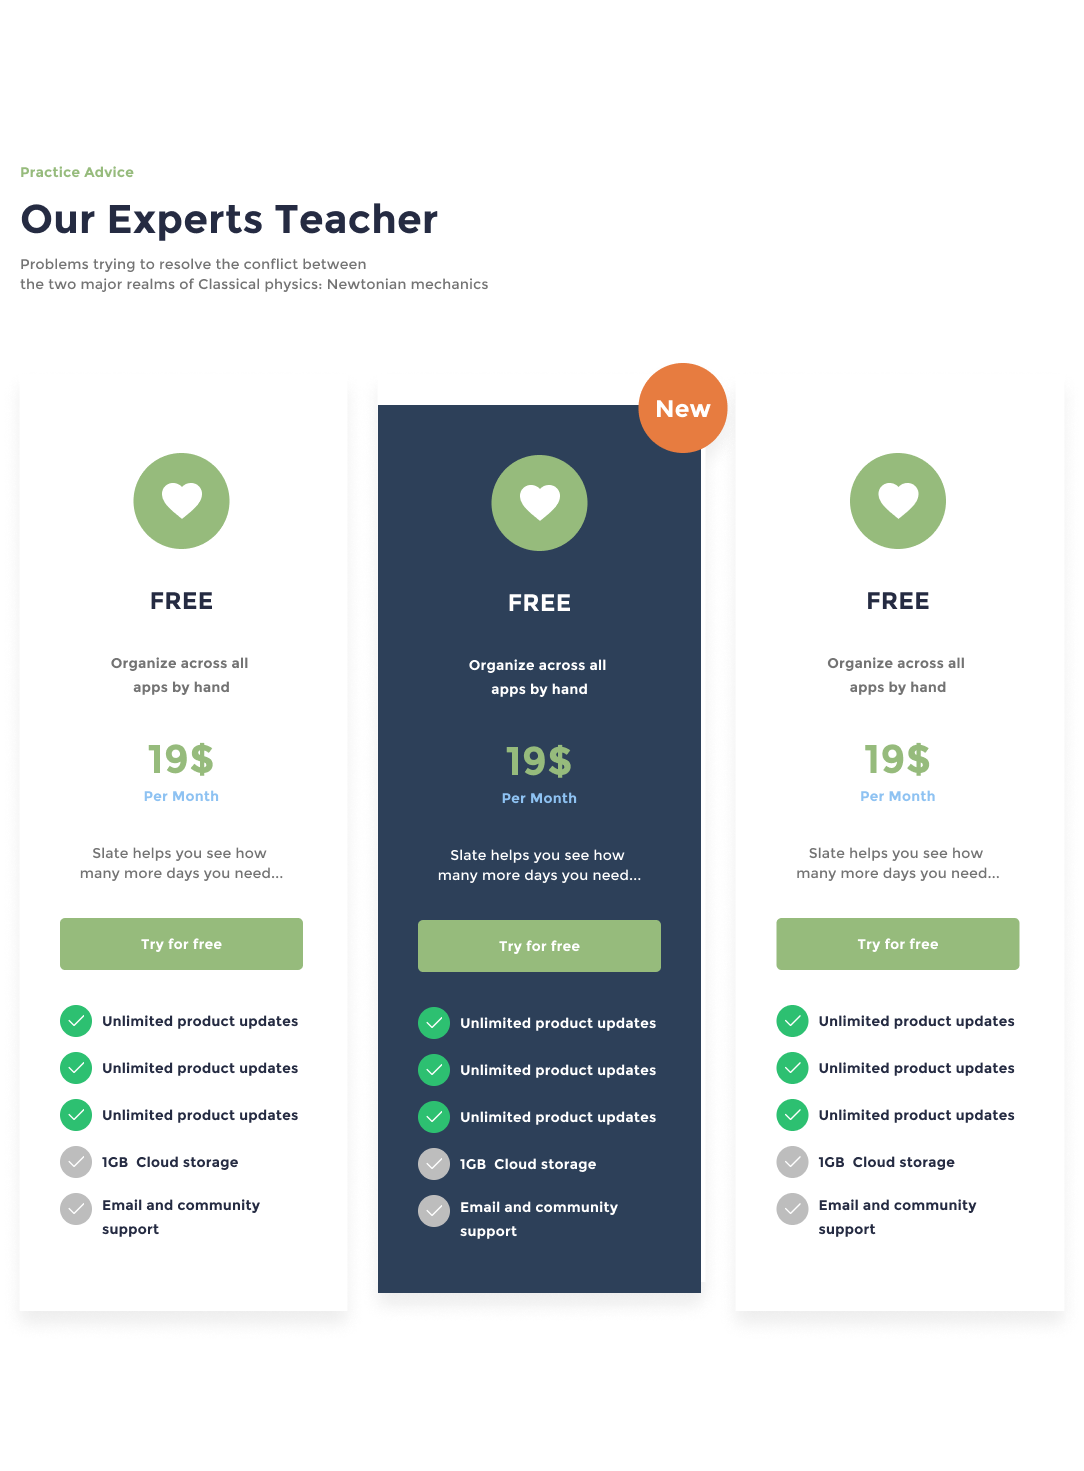 Practice Advice
Our Experts Teacher
Problems trying to resolve the conflict between
the two major realms of Classical physics: Newtonian mechanics
FREE
Organize across all
apps by hand
19$
Per Month
Slate helps you see how
many more days you need...
Try for free
Unlimited product updates
Unlimited product updates
Unlimited product updates
1GB  Cloud storage
Email and community
support
New
FREE
Organize across all
apps by hand
19$
Per Month
Slate helps you see how
many more days you need...
Try for free
Unlimited product updates
Unlimited product updates
Unlimited product updates
1GB  Cloud storage
Email and community
support
FREE
Organize across all
apps by hand
19$
Per Month
Slate helps you see how
many more days you need...
Try for free
Unlimited product updates
Unlimited product updates
Unlimited product updates
1GB  Cloud storage
Email and community
support